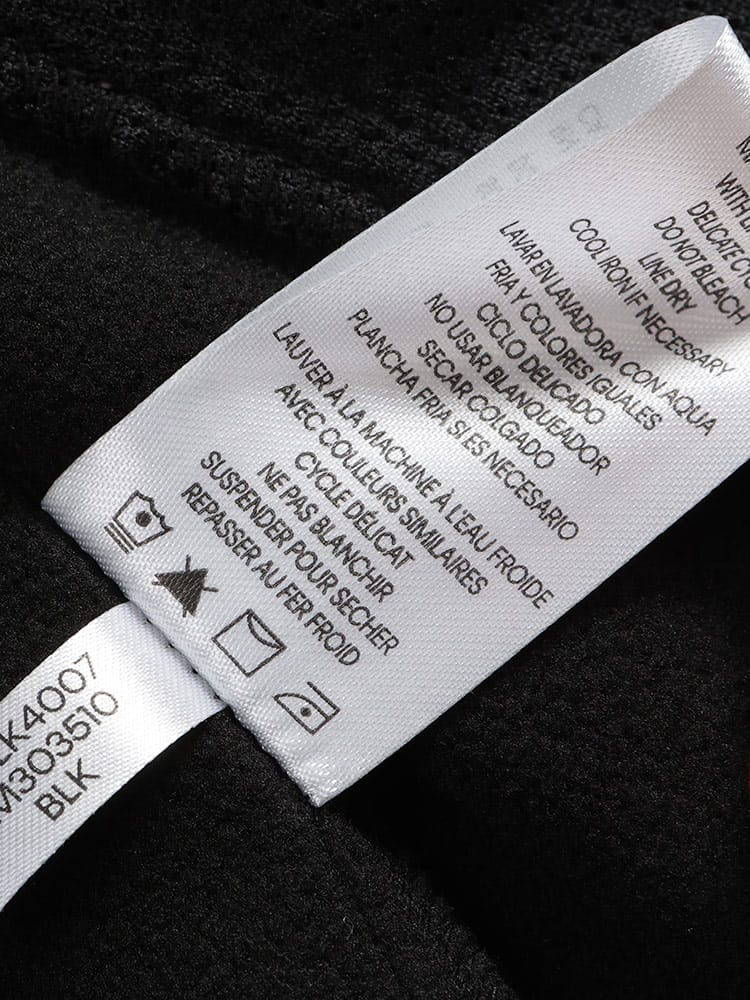 DELICATE
DO NOT BLEACH
LINE DRY
COOL IRON IF NECESSARY
LAVAR EN LAVADORA CON AQUA
FRIA Y COLORES IGUALES
CICLO DELICADO
NO USAR BLANQUEADOR
SECAR COLGADO
PLANCHA FRIA SI ES NECESARIO
LAUVER À LA MACHINE À L'EAU FROIDE
AVEC COULEURS SIMILAIRES
CYCLE DÉLICAT
NE PAS BLANCHIR
SUSPENDER POUR SECHER
REPASSER AU FER FROID
LK4007
M303510
BLK